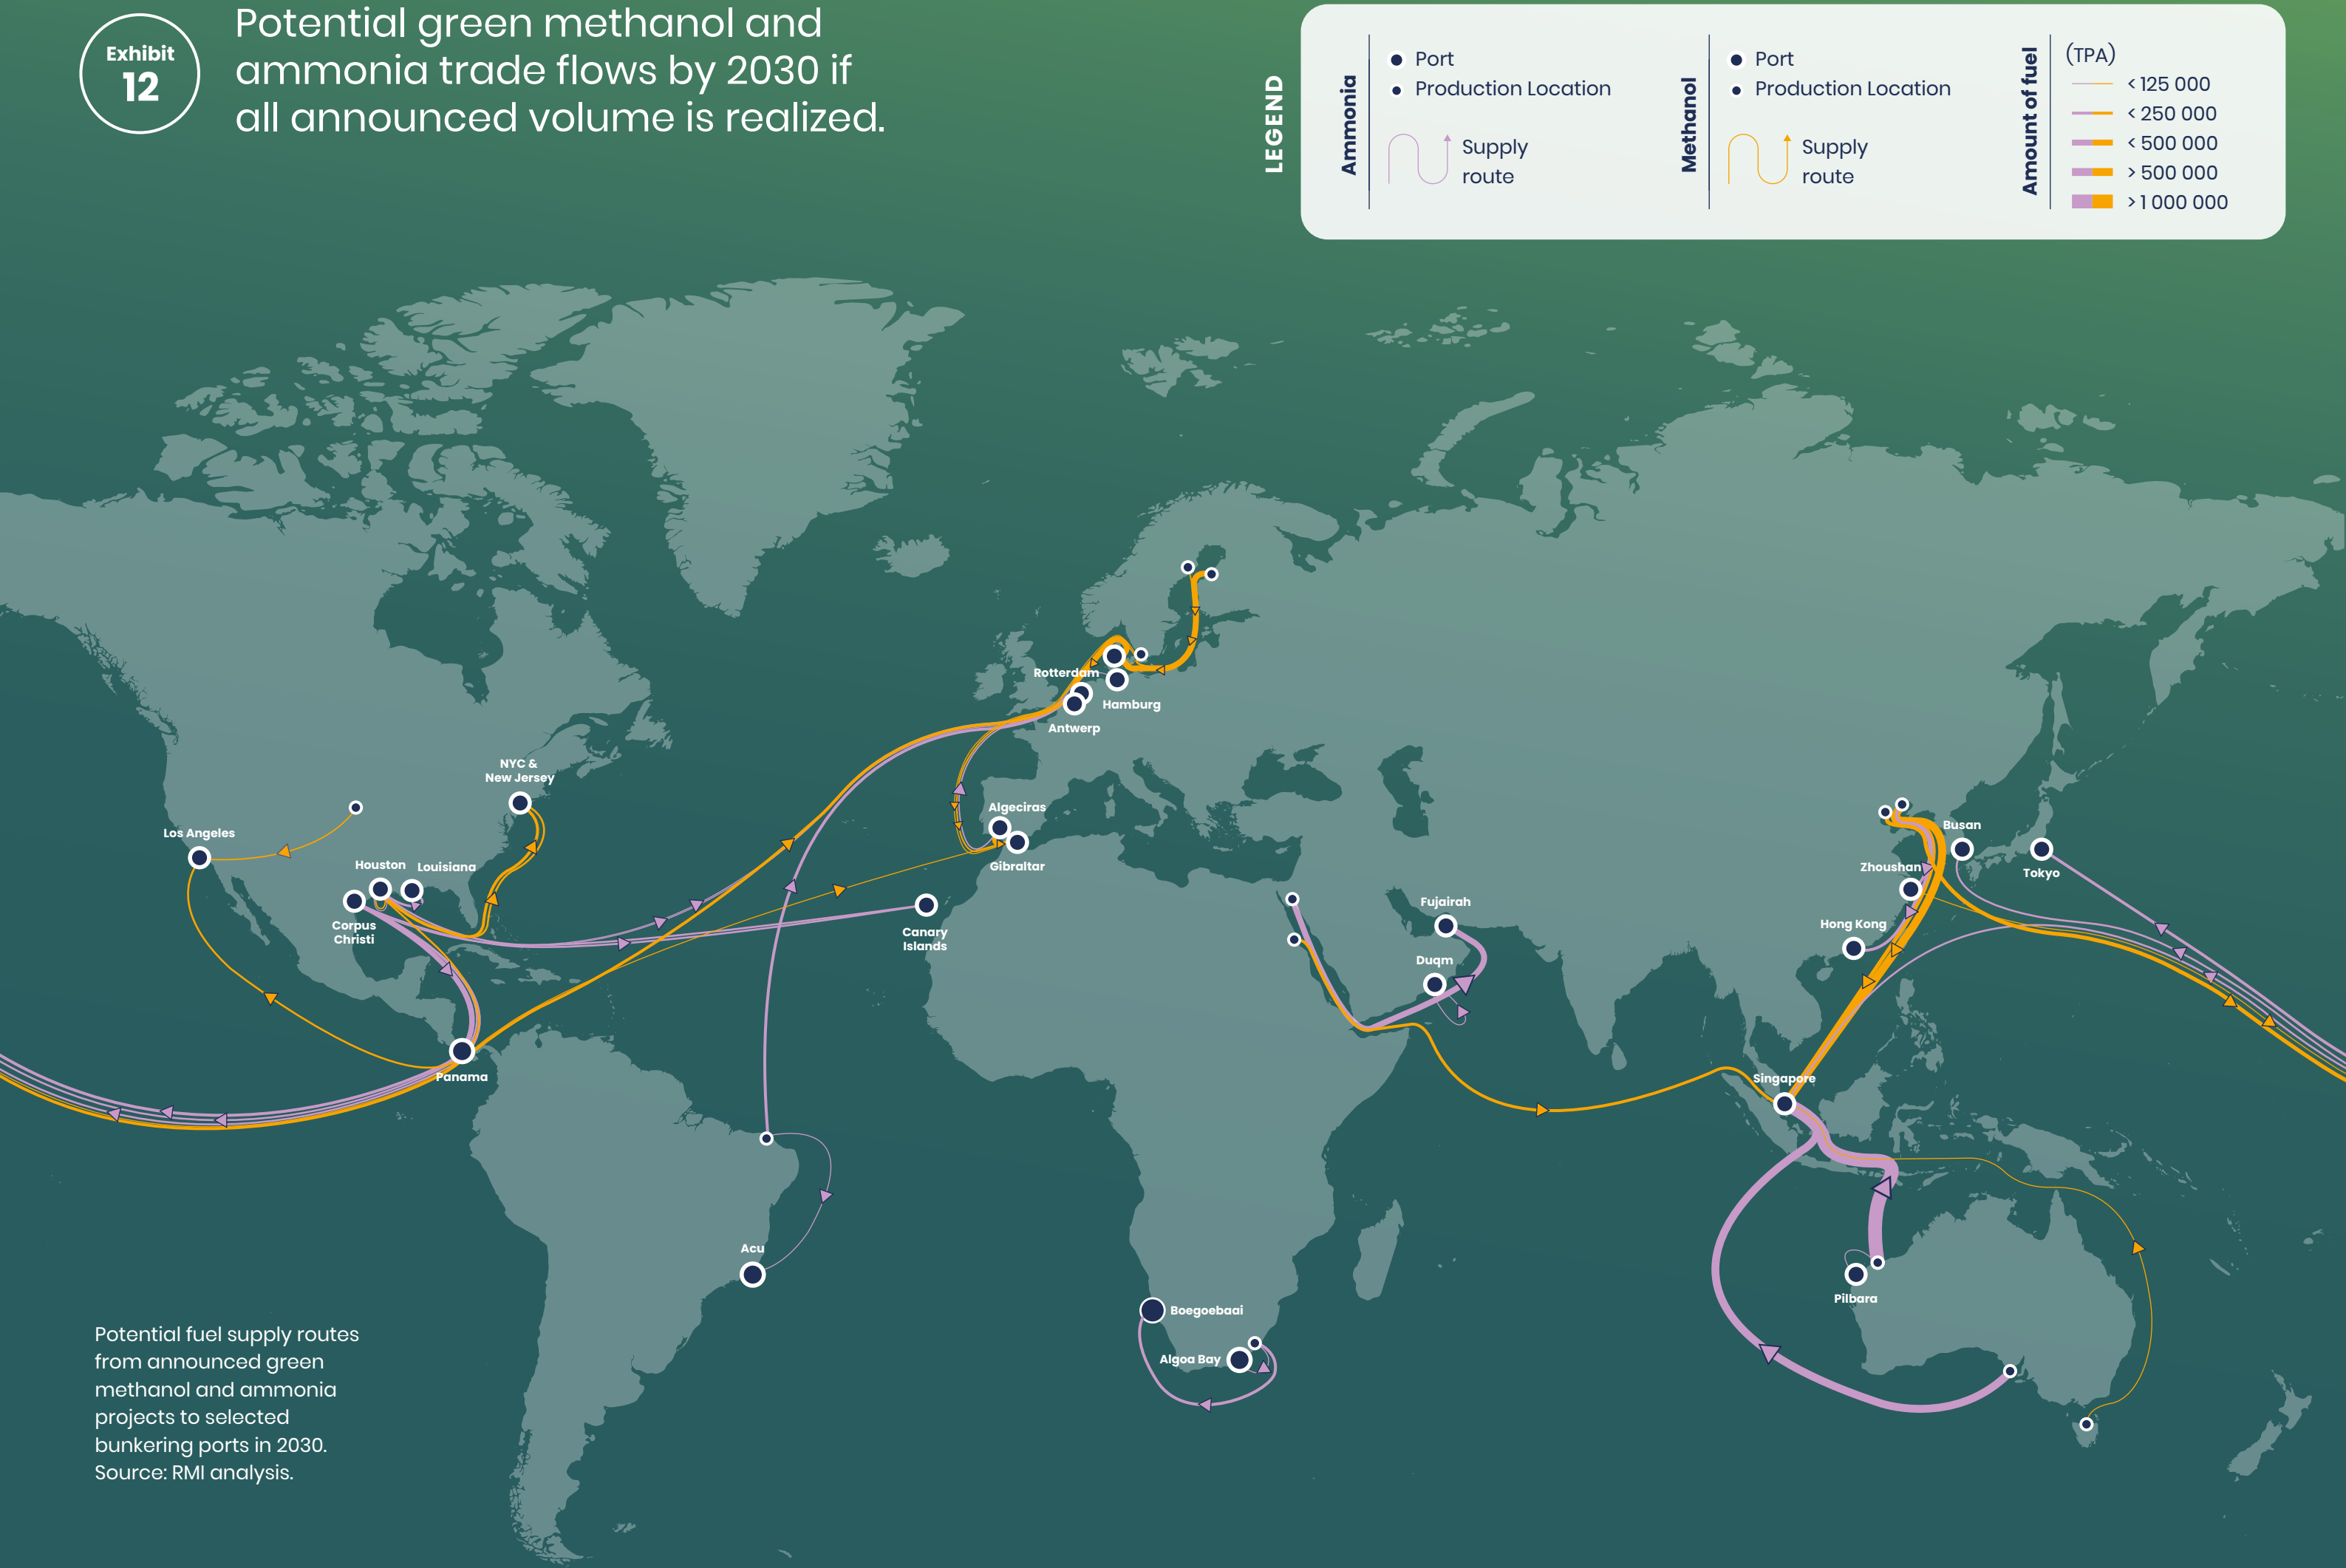 Exhibit
12
Potential green methanol and
ammonia trade flows by 2030 if
all announced volume is realized.
LEGEND
Ammonia
Port
Production Location
Supply
route
Methanol
Port
Production Location
Supply
route
Amount of fuel
(TPA)
< 125 000
< 250 000
< 500 000
> 500 000
> 1 000 000
Rotterdam
Hamburg
Antwerp
NYC &
New Jersey
Algeciras
Gibraltar
Los Angeles
Houston
Louisiana
Corpus
Christi
Canary
Islands
Panama
Fujairah
Duqm
Busan
Tokyo
Zhoushan
Hong Kong
Singapore
Acu
Pilbara
Boegoebaai
Algoa Bay
Potential fuel supply routes
from announced green
methanol and ammonia
projects to selected
bunkering ports in 2030.
Source: RMI analysis.